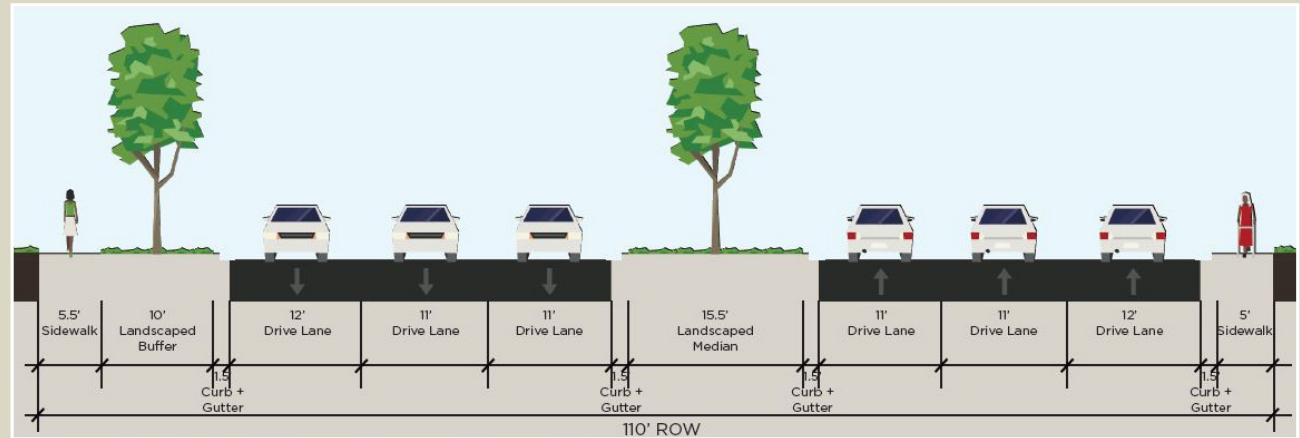 5.5'
Sidewalk
10'
Landscaped
Buffer
12'
Drive Lane
11'
Drive Lane
11'
Drive Lane
15.5'
Landscaped
Median
11'
Drive Lane
11'
Drive Lane
12'
Drive Lane
5'
Sidewalk
1.5'
Curb +
Gutter
1.5'
Curb +
Gutter
1.5'
Curb +
Gutter
1.5'
Curb +
Gutter
110' ROW